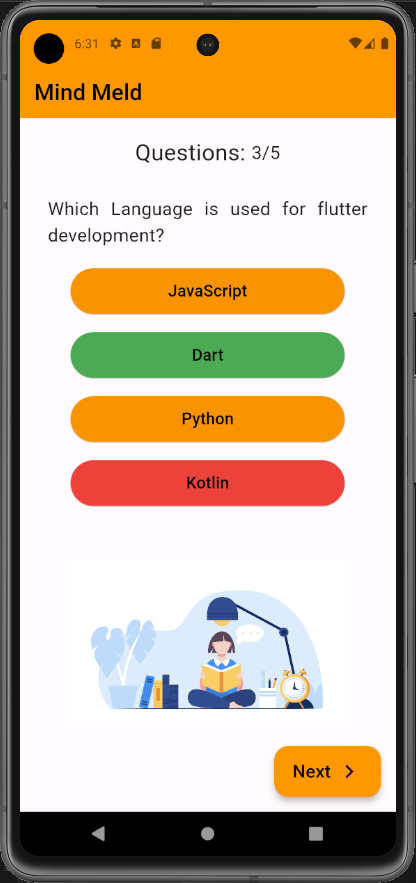 6:31
Mind Meld
Questions: 3/5
Which Language is used for flutter
development?
JavaScript
Dart
Python
Kotlin
Next